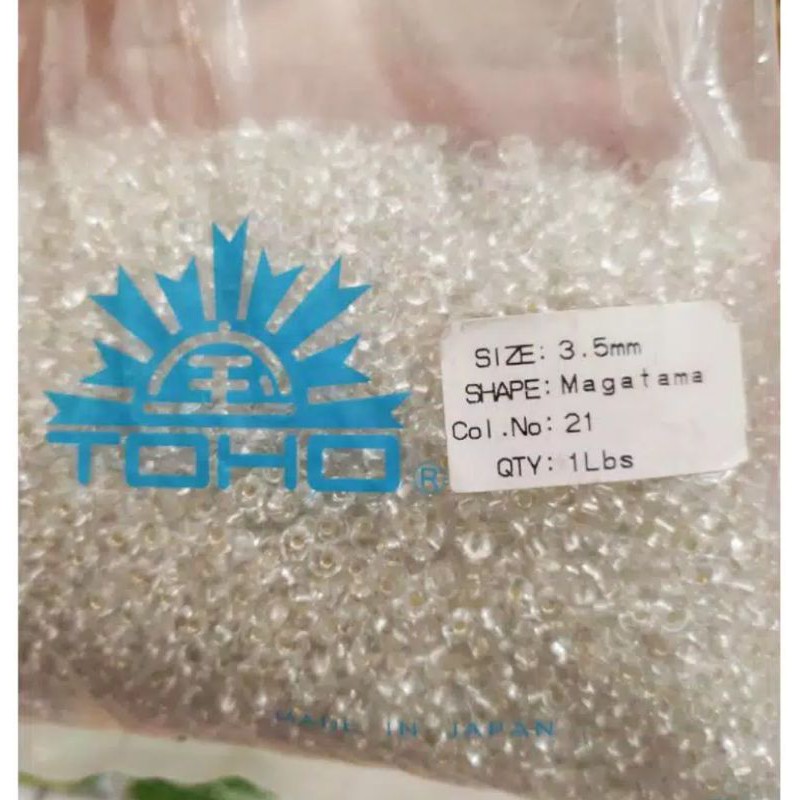 TOHO
®
SIZE: 3.5mm
SHAPE: Magatama
Col.No: 21
QTY: 1Lbs
MADE IN JAPAN